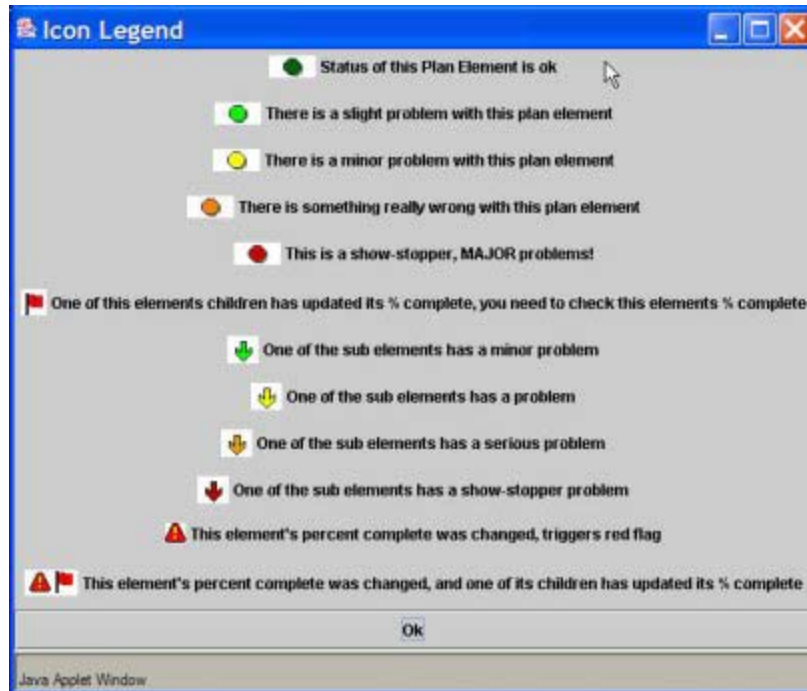 Icon Legend
Status of this Plan Element is ok
There is a slight problem with this plan element
There is a minor problem with this plan element
There is something really wrong with this plan element
This is a show-stopper, MAJOR problems!
One of this elements children has updated its % complete, you need to check this elements % complete
One of the sub elements has a minor problem
One of the sub elements has a problem
One of the sub elements has a serious problem
One of the sub elements has a show-stopper problem
This element's percent complete was changed, triggers red flag
This element's percent complete was changed, and one of its children has updated its % complete
Ok
Java Applet Window